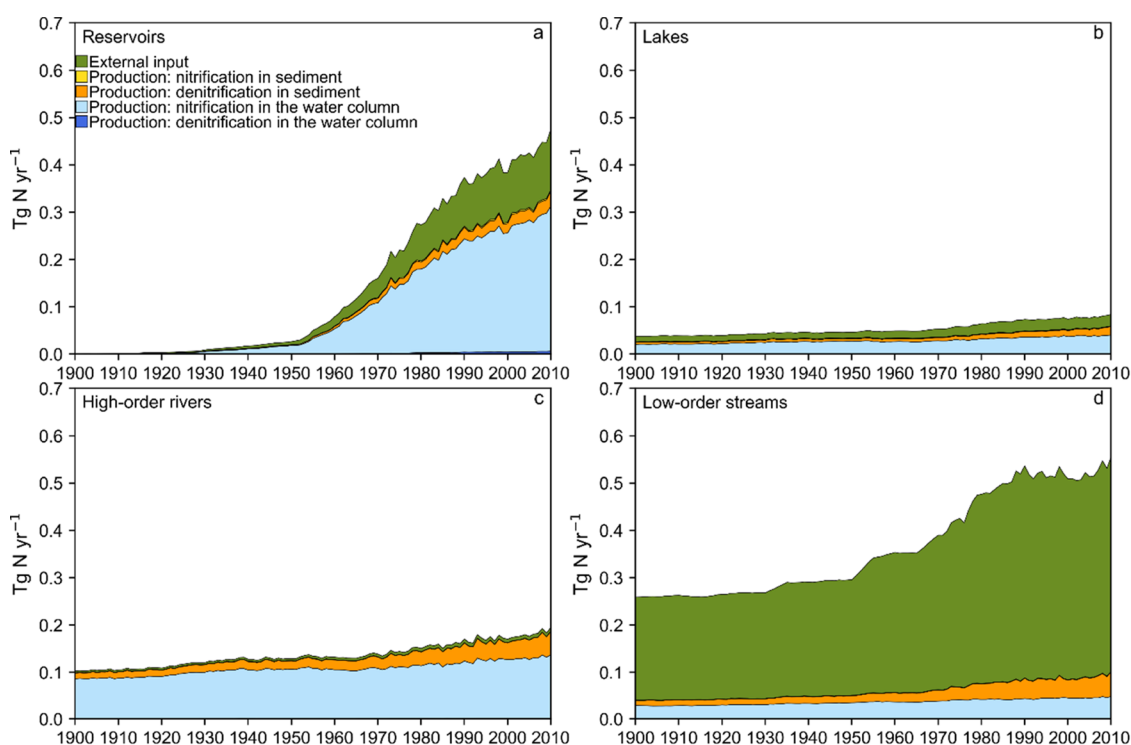 Reservoirs a
External input
Production: nitrification in sediment
Production: denitrification in sediment
Production: nitrification in the water column
Production: denitrification in the water column
Tg N yr⁻¹
0.7
0.6
0.5
0.4
0.3
0.2
0.1
0.0
1900 1910 1920 1930 1940 1950 1960 1970 1980 1990 2000 2010
Lakes b
Tg N yr⁻¹
0.7
0.6
0.5
0.4
0.3
0.2
0.1
0.0
1900 1910 1920 1930 1940 1950 1960 1970 1980 1990 2000 2010
High-order rivers c
Tg N yr⁻¹
0.7
0.6
0.5
0.4
0.3
0.2
0.1
0.0
1900 1910 1920 1930 1940 1950 1960 1970 1980 1990 2000 2010
Low-order streams d
Tg N yr⁻¹
0.7
0.6
0.5
0.4
0.3
0.2
0.1
0.0
1900 1910 1920 1930 1940 1950 1960 1970 1980 1990 2000 2010